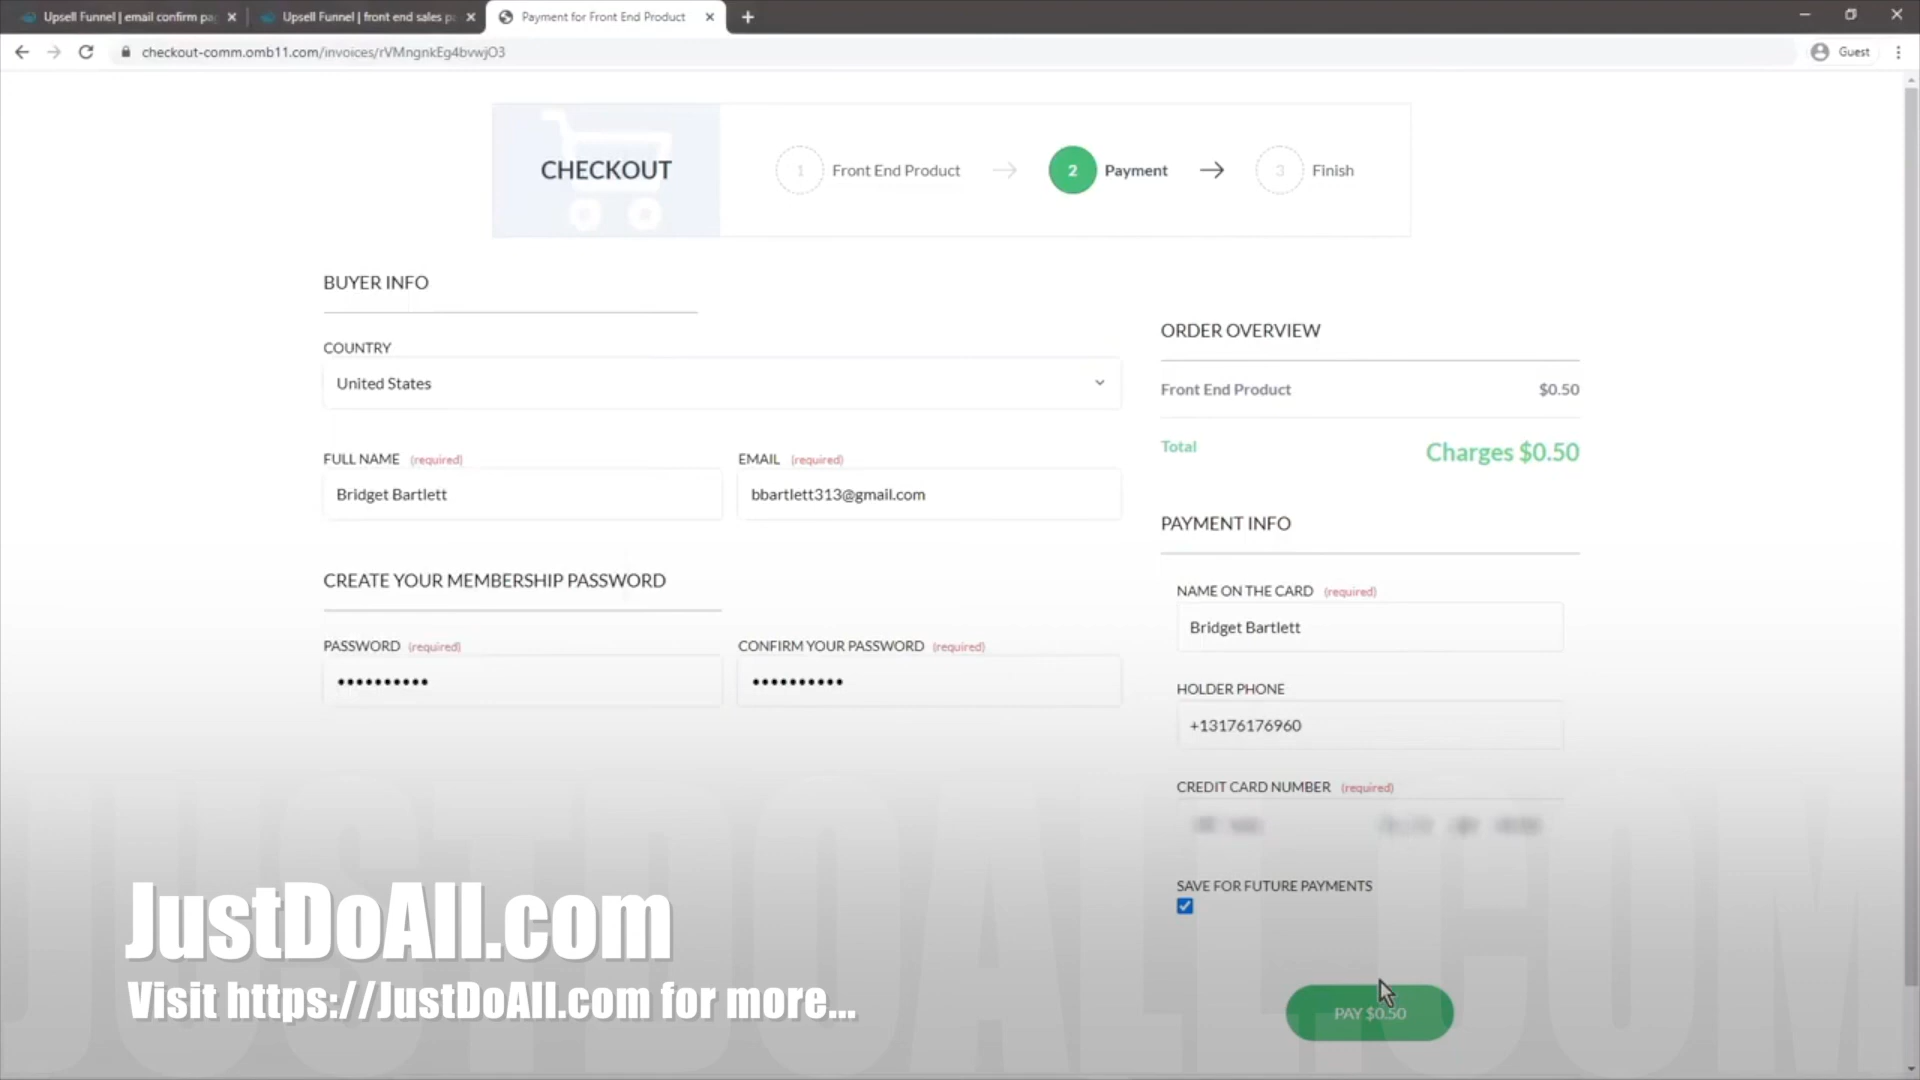 Upsell Funnel | email confirm pa
Upsell Funnel | front end sales p
Payment for Front End Product
checkout-comm.omb11.com/invoices/rVMngnkEg4bvwjO3
Guest
CHECKOUT
1
Front End Product
2
Payment
3
Finish
BUYER INFO
COUNTRY
United States
FULL NAME (required)
EMAIL (required)
Bridget Bartlett
bbartlett313@gmail.com
CREATE YOUR MEMBERSHIP PASSWORD
PASSWORD (required)
CONFIRM YOUR PASSWORD (required)
••••••••••
••••••••••
ORDER OVERVIEW
Front End Product
$0.50
Total
Charges $0.50
PAYMENT INFO
NAME ON THE CARD (required)
Bridget Bartlett
HOLDER PHONE
+13176176960
CREDIT CARD NUMBER (required)
SAVE FOR FUTURE PAYMENTS
PAY $0.50
JUSTDOALL.COM
JustDoAll.com
Visit https://JustDoAll.com for more...